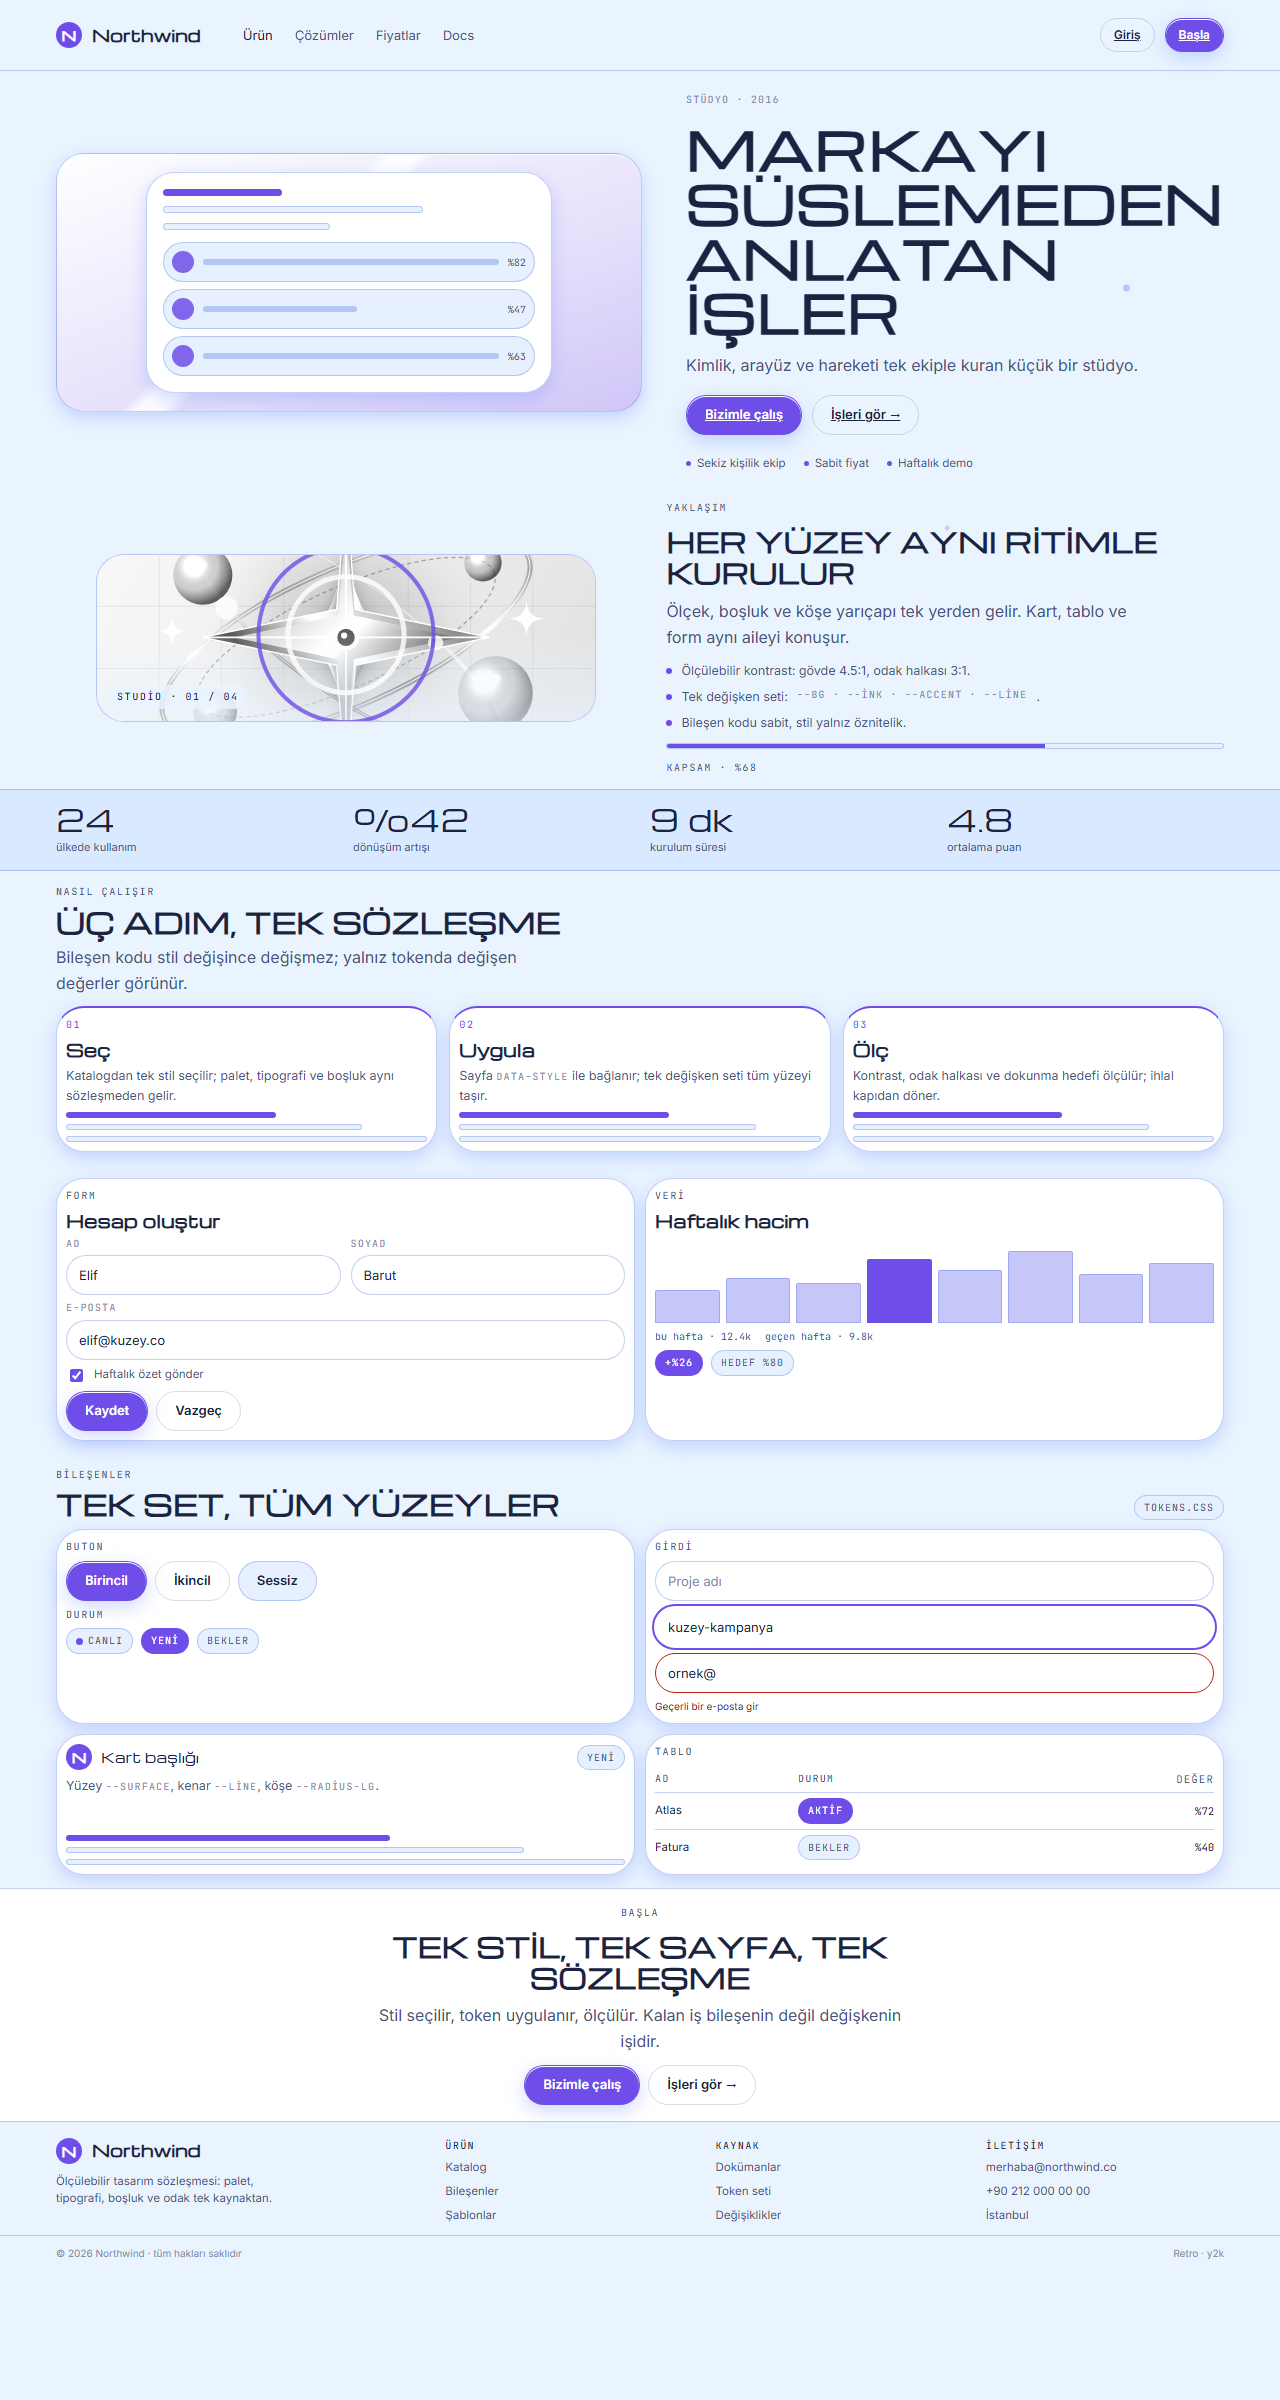 Northwind
Ürün Çözümler Fiyatlar Docs
Giriş Başla
STÜDYO · 2016
MARKAYI
SÜSLEMEDEN
ANLATAN
İŞLER
Kimlik, arayüz ve hareketi tek ekiple kuran küçük bir stüdyo.
Bizimle çalış İşleri gör →
Sekiz kişilik ekip Sabit fiyat Haftalık demo
%82
%47
%63
YAKLAŞIM
HER YÜZEY AYNI RİTİMLE
KURULUR
Ölçek, boşluk ve köşe yarıçapı tek yerden gelir. Kart, tablo ve
form aynı aileyi konuşur.
Ölçülebilir kontrast: gövde 4.5:1, odak halkası 3:1.
Tek değişken seti: --BG · --İNK · --ACCENT · --LİNE .
Bileşen kodu sabit, stil yalnız öznitelik.
KAPSAM · %68
STUDİO · 01 / 04
24
ülkede kullanım
%42
dönüşüm artışı
9 dk
kurulum süresi
4.8
ortalama puan
NASIL ÇALIŞIR
ÜÇ ADIM, TEK SÖZLEŞME
Bileşen kodu stil değişince değişmez; yalnız tokenda değişen
değerler görünür.
01
Seç
Katalogdan tek stil seçilir; palet, tipografi ve boşluk aynı
sözleşmeden gelir.
02
Uygula
Sayfa DATA-STYLE ile bağlanır; tek değişken seti tüm yüzeyi
taşır.
03
Ölç
Kontrast, odak halkası ve dokunma hedefi ölçülür; ihlal
kapıdan döner.
FORM
Hesap oluştur
AD SOYAD
Elif Barut
E-POSTA
elif@kuzey.co
Haftalık özet gönder
Kaydet Vazgeç
VERİ
Haftalık hacim
bu hafta · 12.4k geçen hafta · 9.8k
+%26 HEDEF %80
BİLEŞENLER
TEK SET, TÜM YÜZEYLER
TOKENS.CSS
BUTON
Birincil İkincil Sessiz
DURUM
CANLI YENİ BEKLER
GİRDİ
Proje adı
kuzey-kampanya
ornek@
Geçerli bir e-posta gir
Kart başlığı YENİ
Yüzey --SURFACE, kenar --LİNE, köşe --RADİUS-LG.
TABLO
AD DURUM DEĞER
Atlas AKTİF %72
Fatura BEKLER %40
BAŞLA
TEK STİL, TEK SAYFA, TEK
SÖZLEŞME
Stil seçilir, token uygulanır, ölçülür. Kalan iş bileşenin değil değişkenin
işidir.
Bizimle çalış İşleri gör →
Northwind
Ölçülebilir tasarım sözleşmesi: palet,
tipografi, boşluk ve odak tek kaynaktan.
ÜRÜN
Katalog
Bileşenler
Şablonlar
KAYNAK
Dokümanlar
Token seti
Değişiklikler
İLETİŞİM
merhaba@northwind.co
+90 212 000 00 00
İstanbul
© 2026 Northwind · tüm hakları saklıdır
Retro · y2k